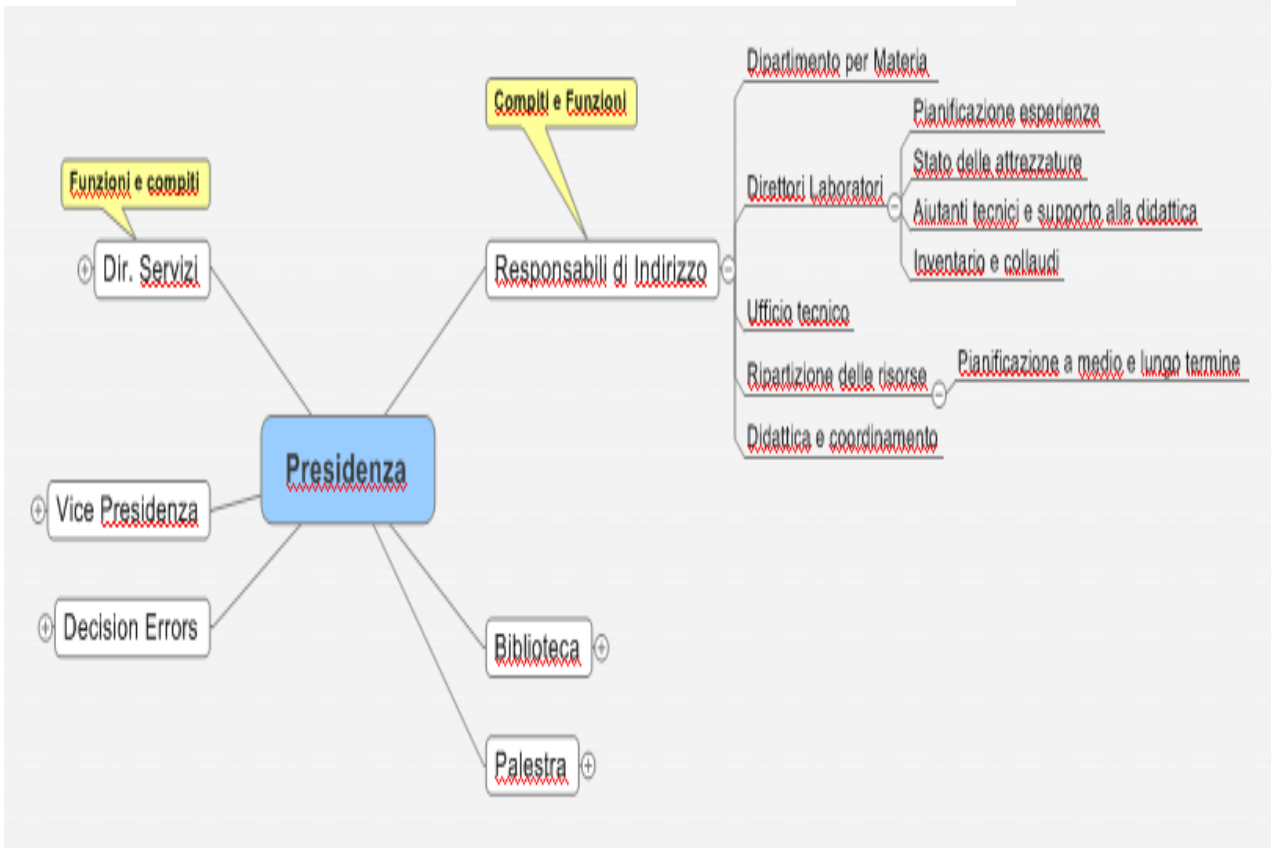 Dipartimento per Materia
Compiti e Funzioni
Pianificazione esperienze
Stato delle attrezzature
Funzioni e compiti
Direttori Laboratori
Aiutanti tecnici e supporto alla didattica
Dir. Servizi
Responsabili di Indirizzo
Inventario e collaudi
Ufficio tecnico
Ripartizione delle risorse
Pianificazione a medio e lungo termine
Didattica e coordinamento
Presidenza
Vice Presidenza
Decision Errors
Biblioteca
Palestra